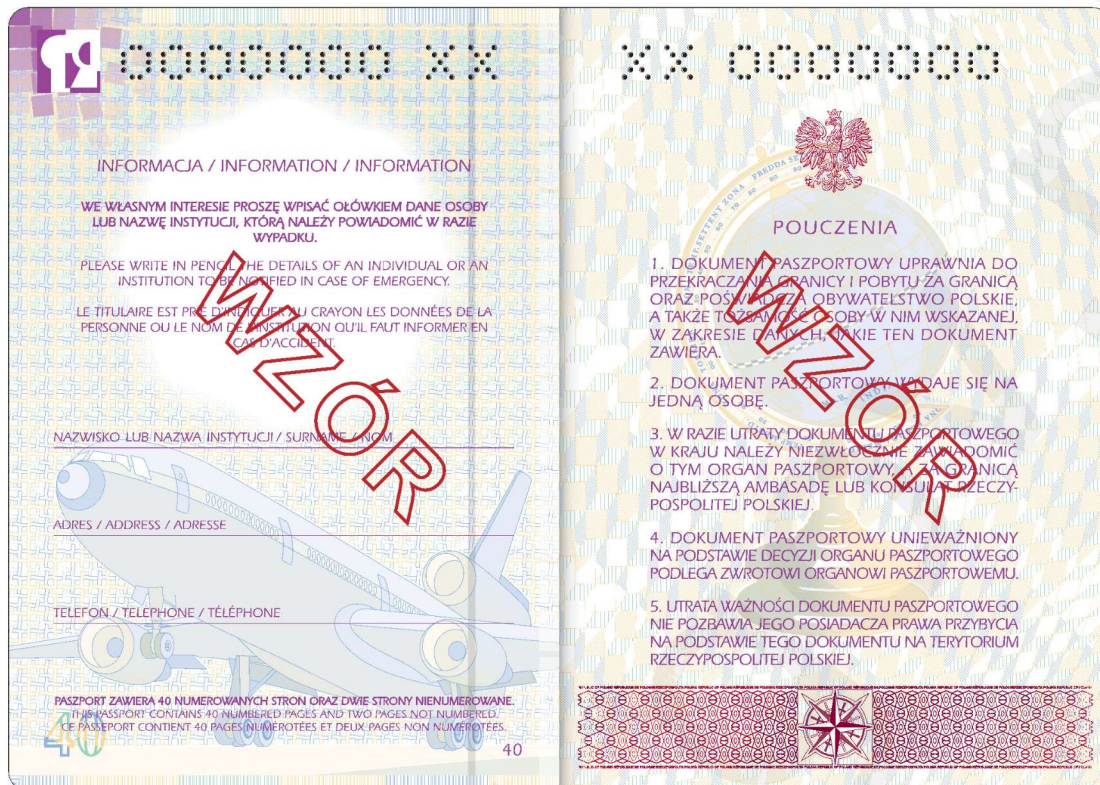 0000000 XX
INFORMACJA / INFORMATION / INFORMATION
WE WŁASNYM INTERESIE PROSZĘ WPISAĆ OŁÓWKIEM DANE OSOBY
LUB NAZWĘ INSTYTUCJI, KTÓRĄ NALEŻY POWIADOMIĆ W RAZIE
WYPADKU.
PLEASE WRITE IN PENCIL THE DETAILS OF AN INDIVIDUAL OR AN
INSTITUTION TO BE NOTIFIED IN CASE OF EMERGENCY.
LE TITULAIRE EST PRIÉ D'INDIQUER AU CRAYON LES DONNÉES DE LA
PERSONNE OU LE NOM DE L'INSTITUTION QU'IL FAUT INFORMER EN
CAS D'ACCIDENT.
WZÓR
NAZWISKO LUB NAZWA INSTYTUCJI / SURNAME / NOM
ADRES / ADDRESS / ADRESSE
TELEFON / TELEPHONE / TÉLÉPHONE
PASZPORT ZAWIERA 40 NUMEROWANYCH STRON ORAZ DWIE STRONY NIENUMEROWANE.
THIS PASSPORT CONTAINS 40 NUMBERED PAGES AND TWO PAGES NOT NUMBERED.
CE PASSEPORT CONTIENT 40 PAGES NUMÉROTÉES ET DEUX PAGES NON NUMÉROTÉES.
40
40
XX 0000000
POUCZENIA
1. DOKUMENT PASZPORTOWY UPRAWNIA DO
PRZEKRACZANIA GRANICY I POBYTU ZA GRANICĄ
ORAZ POŚWIADCZA OBYWATELSTWO POLSKIE,
A TAKŻE TOŻSAMOŚĆ OSOBY W NIM WSKAZANEJ,
W ZAKRESIE DANYCH, JAKIE TEN DOKUMENT
ZAWIERA.
2. DOKUMENT PASZPORTOWY WYDAJE SIĘ NA
JEDNĄ OSOBĘ.
3. W RAZIE UTRATY DOKUMENTU PASZPORTOWEGO
W KRAJU NALEŻY NIEZWŁOCZNIE ZAWIADOMIĆ
O TYM ORGAN PASZPORTOWY, A ZA GRANICĄ
NAJBLIŻSZĄ AMBASADĘ LUB KONSULAT RZECZY-
POSPOLITEJ POLSKIEJ.
4. DOKUMENT PASZPORTOWY UNIEWAŻNIONY
NA PODSTAWIE DECYZJI ORGANU PASZPORTOWEGO
PODLEGA ZWROTOWI ORGANOWI PASZPORTOWEMU.
5. UTRATA WAŻNOŚCI DOKUMENTU PASZPORTOWEGO
NIE POZBAWIA JEGO POSIADACZA PRAWA PRZYBYCIA
NA PODSTAWIE TEGO DOKUMENTU NA TERYTORIUM
RZECZYPOSPOLITEJ POLSKIEJ.
WZÓR